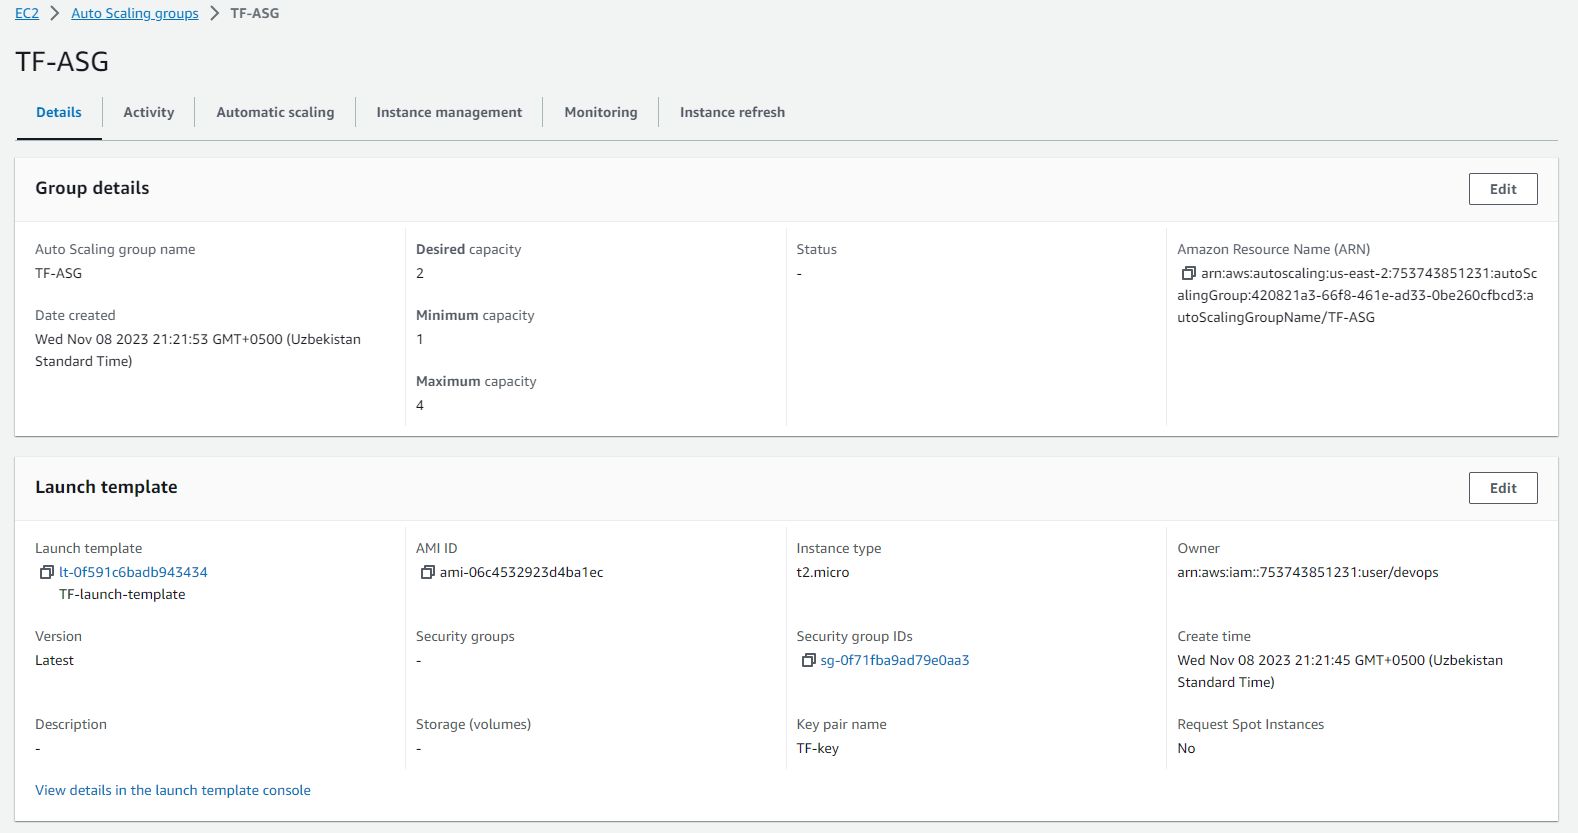 EC2 > Auto Scaling groups > TF-ASG
TF-ASG
Details
Activity
Automatic scaling
Instance management
Monitoring
Instance refresh
Group details
Edit
Auto Scaling group name
TF-ASG
Date created
Wed Nov 08 2023 21:21:53 GMT+0500 (Uzbekistan
Standard Time)
Desired capacity
2
Minimum capacity
1
Maximum capacity
4
Status
-
Amazon Resource Name (ARN)
arn:aws:autoscaling:us-east-2:753743851231:autoSc
alingGroup:420821a3-66f8-461e-ad33-0be260cfbcd3:a
utoScalingGroupName/TF-ASG
Launch template
Edit
Launch template
lt-0f591c6badb943434
TF-launch-template
AMI ID
ami-06c4532923d4ba1ec
Instance type
t2.micro
Owner
arn:aws:iam::753743851231:user/devops
Version
Latest
Security groups
-
Security group IDs
sg-0f71fba9ad79e0aa3
Create time
Wed Nov 08 2023 21:21:45 GMT+0500 (Uzbekistan
Standard Time)
Description
-
Storage (volumes)
-
Key pair name
TF-key
Request Spot Instances
No
View details in the launch template console